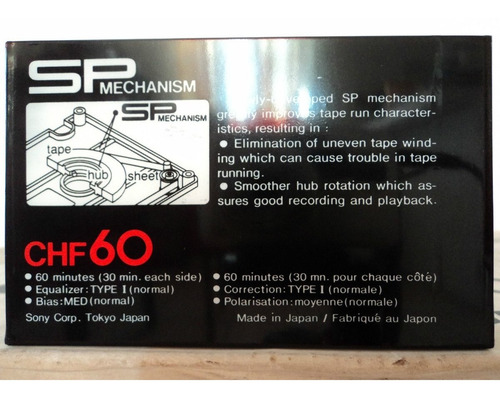 SP MECHANISM
SP MECHANISM
tape
hub
sheet
SP mechanism
improves tape run character-
istics, resulting in :
● Elimination of uneven tape wind-
ing which can cause trouble in tape
running.
● Smoother hub rotation which as-
sures good recording and playback.
CHF60
● 60 minutes (30 min. each side)
● Equalizer: TYPE I (normal)
● Bias: MED (normal)
● 60 minutes (30 mn. pour chaque côté)
● Correction: TYPE I (normale)
● Polarisation: moyenne (normale)
Sony Corp. Tokyo Japan
Made in Japan / Fabriqué au Japon